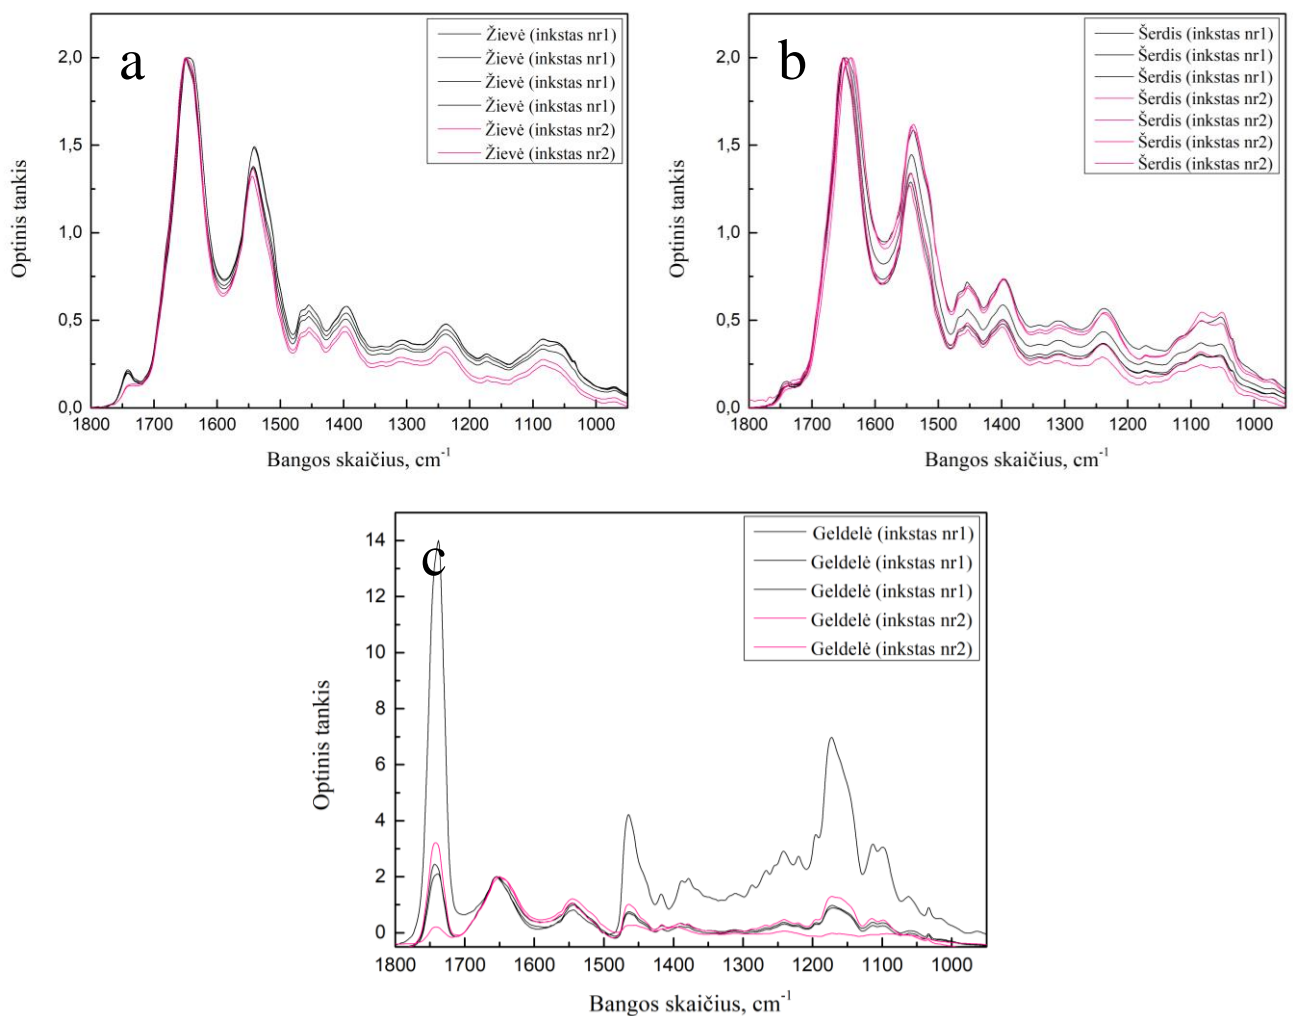 a
Žievė (inkstas nr1)
Žievė (inkstas nr1)
Žievė (inkstas nr1)
Žievė (inkstas nr1)
Žievė (inkstas nr2)
Žievė (inkstas nr2)
Optinis tankis
2,0
1,5
1,0
0,5
0,0
1800 1700 1600 1500 1400 1300 1200 1100 1000
Bangos skaičius, cm⁻¹
b
Šerdis (inkstas nr1)
Šerdis (inkstas nr1)
Šerdis (inkstas nr1)
Šerdis (inkstas nr2)
Šerdis (inkstas nr2)
Šerdis (inkstas nr2)
Šerdis (inkstas nr2)
Optinis tankis
2,0
1,5
1,0
0,5
0,0
1800 1700 1600 1500 1400 1300 1200 1100 1000
Bangos skaičius, cm⁻¹
c
Geldelė (inkstas nr1)
Geldelė (inkstas nr1)
Geldelė (inkstas nr1)
Geldelė (inkstas nr2)
Geldelė (inkstas nr2)
Optinis tankis
14
12
10
8
6
4
2
0
1800 1700 1600 1500 1400 1300 1200 1100 1000
Bangos skaičius, cm⁻¹